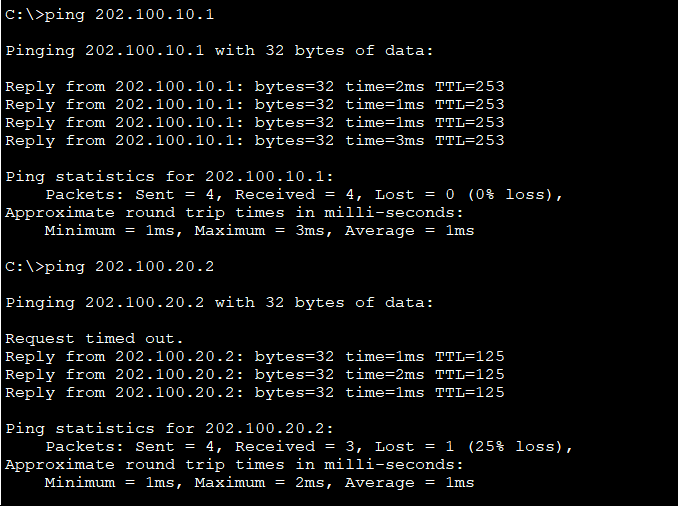 C:\>ping 202.100.10.1
Pinging 202.100.10.1 with 32 bytes of data:
Reply from 202.100.10.1: bytes=32 time=2ms TTL=253
Reply from 202.100.10.1: bytes=32 time=1ms TTL=253
Reply from 202.100.10.1: bytes=32 time=1ms TTL=253
Reply from 202.100.10.1: bytes=32 time=3ms TTL=253
Ping statistics for 202.100.10.1:
    Packets: Sent = 4, Received = 4, Lost = 0 (0% loss),
Approximate round trip times in milli-seconds:
    Minimum = 1ms, Maximum = 3ms, Average = 1ms
C:\>ping 202.100.20.2
Pinging 202.100.20.2 with 32 bytes of data:
Request timed out.
Reply from 202.100.20.2: bytes=32 time=1ms TTL=125
Reply from 202.100.20.2: bytes=32 time=2ms TTL=125
Reply from 202.100.20.2: bytes=32 time=1ms TTL=125
Ping statistics for 202.100.20.2:
    Packets: Sent = 4, Received = 3, Lost = 1 (25% loss),
Approximate round trip times in milli-seconds:
    Minimum = 1ms, Maximum = 2ms, Average = 1ms